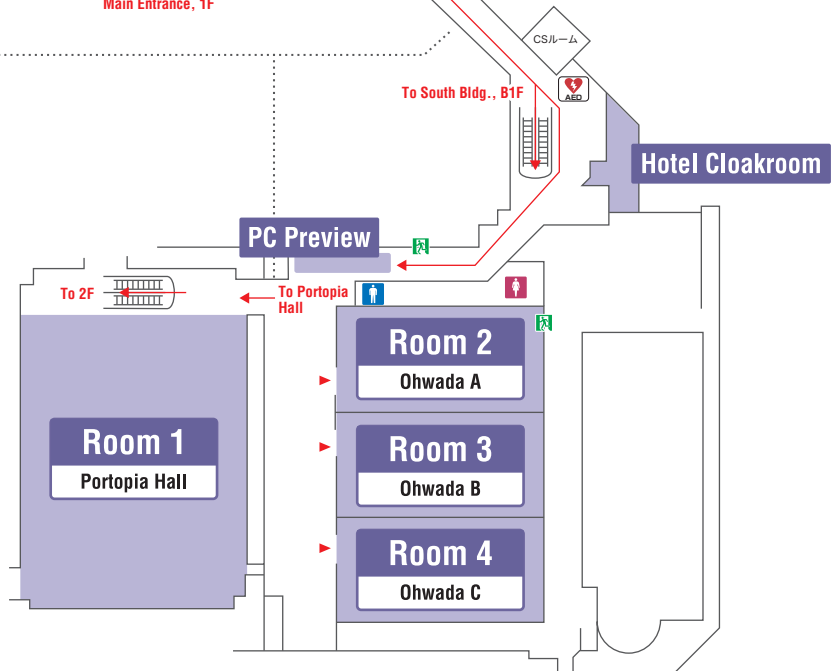 Main Entrance, 1F
CSルーム
To South Bldg., B1F
AED
Hotel Cloakroom
PC Preview
To 2F
To Portopia
Hall
Room 2
Ohwada A
Room 1
Portopia Hall
Room 3
Ohwada B
Room 4
Ohwada C